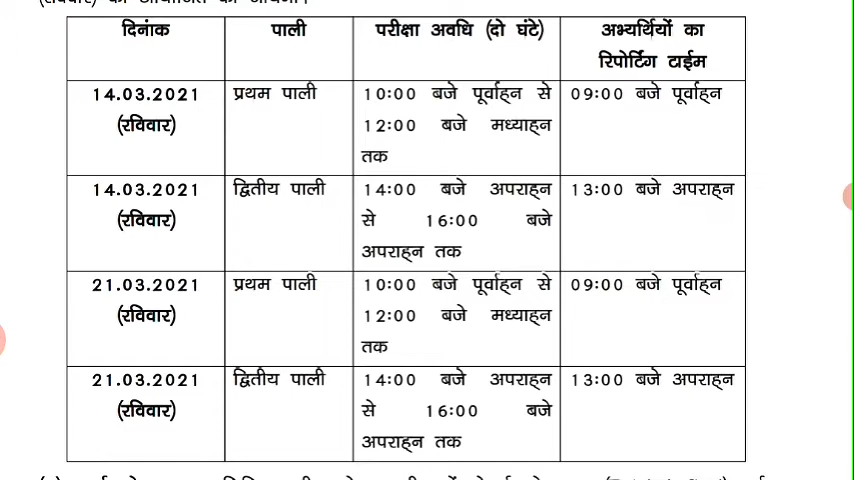 दिनांक पाली परीक्षा अवधि (दो घंटे) अभ्यर्थियों का
रिपोर्टिंग टाईम
14.03.2021 प्रथम पाली 10:00 बजे पूर्वाह्न से 09:00 बजे पूर्वाह्न
(रविवार) 12:00 बजे मध्याह्न
तक
14.03.2021 द्वितीय पाली 14:00 बजे अपराह्न 13:00 बजे अपराह्न
(रविवार) से 16:00 बजे
अपराह्न तक
21.03.2021 प्रथम पाली 10:00 बजे पूर्वाह्न से 09:00 बजे पूर्वाह्न
(रविवार) 12:00 बजे मध्याह्न
तक
21.03.2021 द्वितीय पाली 14:00 बजे अपराह्न 13:00 बजे अपराह्न
(रविवार) से 16:00 बजे
अपराह्न तक